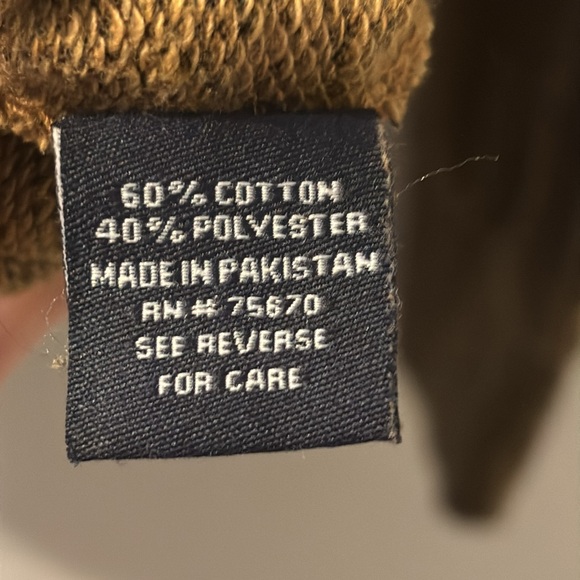 60% COTTON
40% POLYESTER
MADE IN PAKISTAN
RN # 75670
SEE REVERSE
FOR CARE